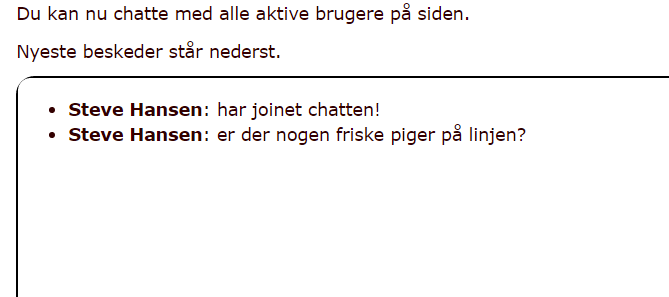 Du kan nu chatte med alle aktive brugere på siden.
Nyeste beskeder står nederst.
Steve Hansen: har joinet chatten!
Steve Hansen: er der nogen friske piger på linjen?